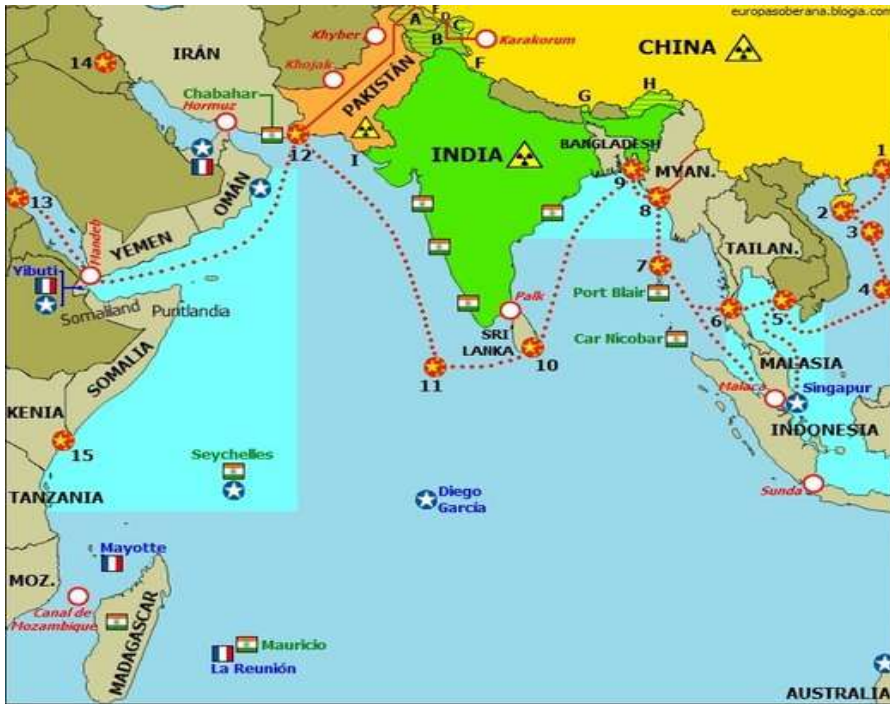 europasoberana.blogia.com
IRÁN
14
Khyber
A
E
D
C
B
Karakorum
F
CHINA
Khojak
PAKISTÁN
Chabahar
Hormuz
12
I
G
H
BANGLADESH
INDIA
1
MYAN.
9
8
2
3
13
Mandeb
YEMEN
OMÁN
TAILAN.
Yibuti
7
Port Blair
4
Somaliland
Puntlandia
Palk
6
5
SRI
LANKA
Car Nicobar
10
11
SOMALIA
MALASIA
Malaca
Singapur
KENIA
INDONESIA
15
Seychelles
TANZANIA
Diego
García
Sunda
Mayotte
MOZ.
Canal de
Mozambique
MADAGASCAR
Mauricio
La Reunión
AUSTRALIA